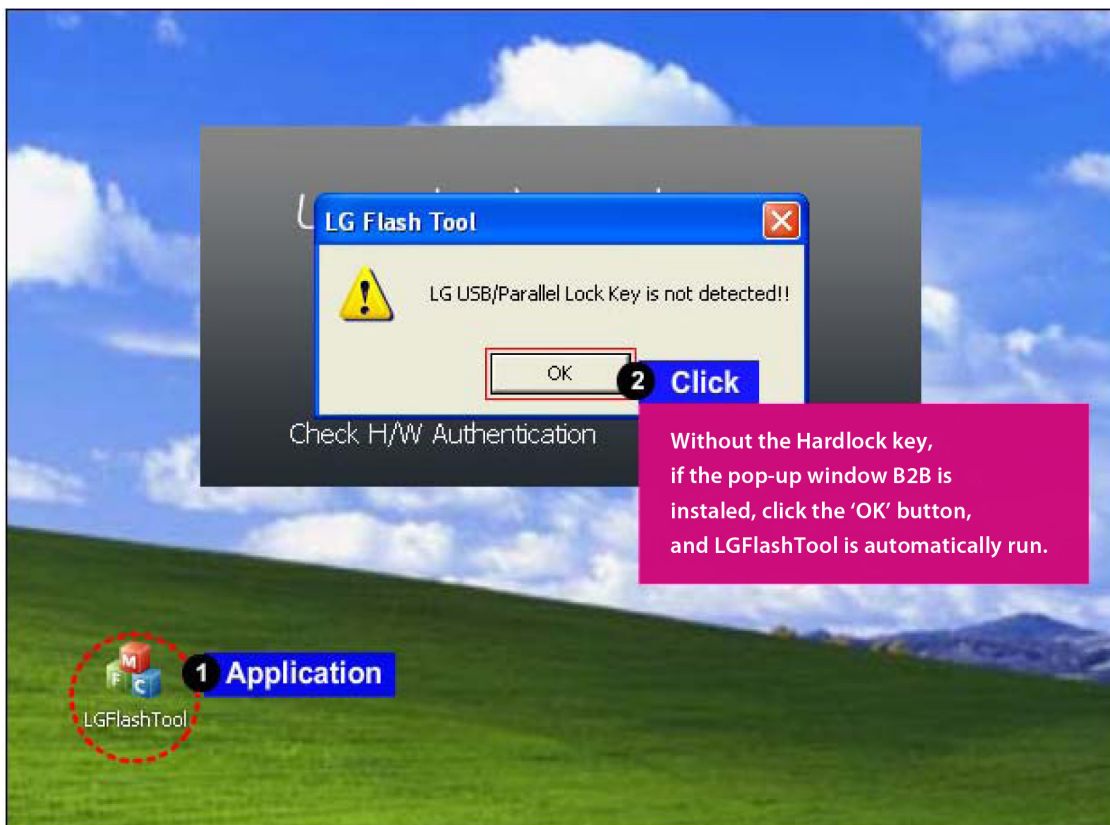 LG Flash Tool
LG USB/Parallel Lock Key is not detected!!
OK
2 Click
Check H/W Authentication
Without the Hardlock key,
if the pop-up window B2B is
instaled, click the ‘OK’ button,
and LGFlashTool is automatically run.
M
F C
1 Application
LGFlashTool